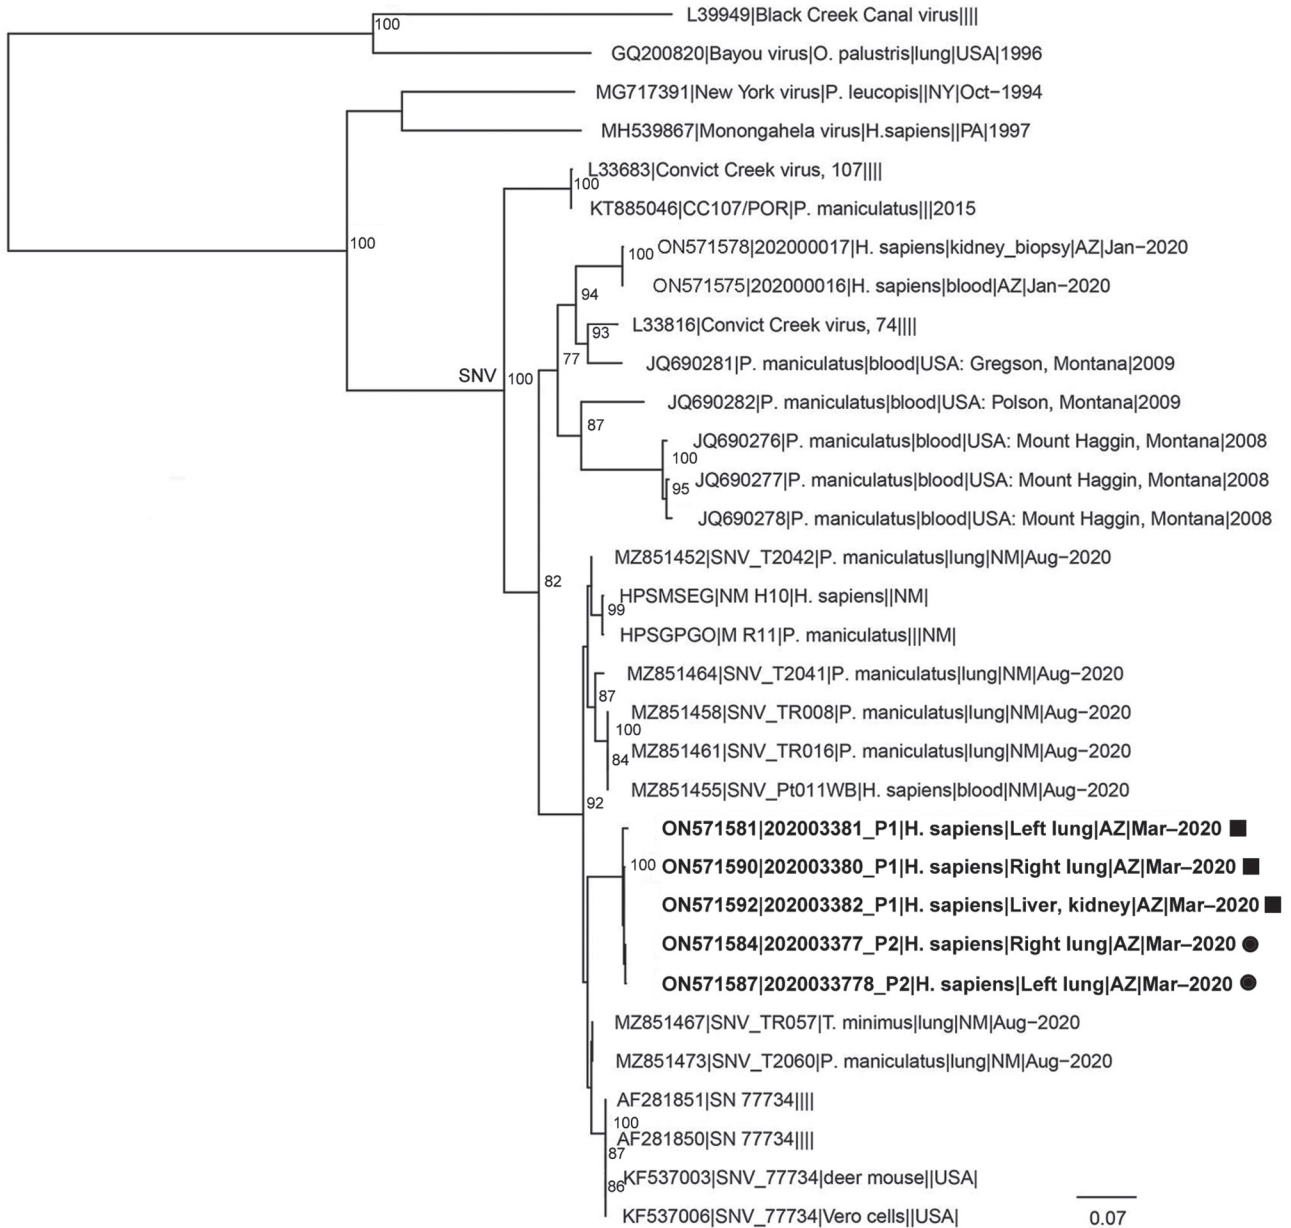 L39949|Black Creek Canal virus||||
100
GQ200820|Bayou virus|O. palustris|lung|USA|1996
MG717391|New York virus|P. leucopis||NY|Oct−1994
MH539867|Monongahela virus|H.sapiens||PA|1997
L33683|Convict Creek virus, 107||||
100
KT885046|CC107/POR|P. maniculatus|||2015
100
ON571578|202000017|H. sapiens|kidney_biopsy|AZ|Jan−2020
100
ON571575|202000016|H. sapiens|blood|AZ|Jan−2020
94
L33816|Convict Creek virus, 74||||
93
77
JQ690281|P. maniculatus|blood|USA: Gregson, Montana|2009
SNV
100
JQ690282|P. maniculatus|blood|USA: Polson, Montana|2009
87
JQ690276|P. maniculatus|blood|USA: Mount Haggin, Montana|2008
100
JQ690277|P. maniculatus|blood|USA: Mount Haggin, Montana|2008
95
JQ690278|P. maniculatus|blood|USA: Mount Haggin, Montana|2008
MZ851452|SNV_T2042|P. maniculatus|lung|NM|Aug−2020
82
HPSMSEG|NM H10|H. sapiens||NM|
99
HPSGPGO|M R11|P. maniculatus|||NM|
MZ851464|SNV_T2041|P. maniculatus|lung|NM|Aug−2020
87
MZ851458|SNV_TR008|P. maniculatus|lung|NM|Aug−2020
100
MZ851461|SNV_TR016|P. maniculatus|lung|NM|Aug−2020
84
MZ851455|SNV_Pt011WB|H. sapiens|blood|NM|Aug−2020
92
ON571581|202003381_P1|H. sapiens|Left lung|AZ|Mar–2020
100
ON571590|202003380_P1|H. sapiens|Right lung|AZ|Mar–2020
ON571592|202003382_P1|H. sapiens|Liver, kidney|AZ|Mar–2020
ON571584|202003377_P2|H. sapiens|Right lung|AZ|Mar–2020
ON571587|2020033778_P2|H. sapiens|Left lung|AZ|Mar–2020
MZ851467|SNV_TR057|T. minimus|lung|NM|Aug−2020
MZ851473|SNV_T2060|P. maniculatus|lung|NM|Aug−2020
AF281851|SN 77734||||
100
AF281850|SN 77734||||
87
KF537003|SNV_77734|deer mouse||USA|
86
KF537006|SNV_77734|Vero cells||USA|
0.07